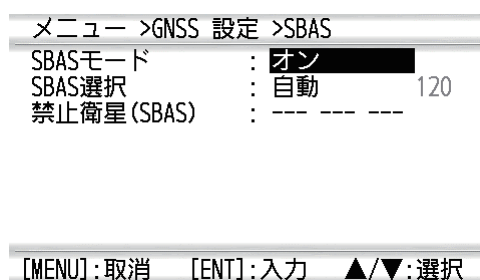 メニュー >GNSS 設定 >SBAS
SBASモード : オン
SBAS選択 : 自動 120
禁止衛星(SBAS) : --- --- ---
[MENU]:取消 [ENT]:入力 ▲/▼:選択